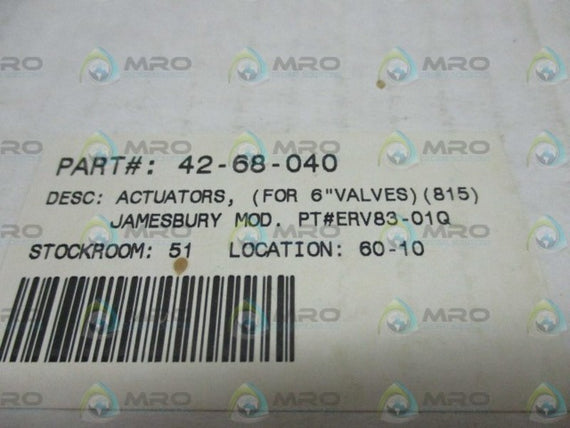 PART#: 42-68-040
DESC: ACTUATORS, (FOR 6"VALVES)(815)
JAMESBURY MOD. PT#ERV83-01Q
STOCKROOM: 51 LOCATION: 60-10
MRO